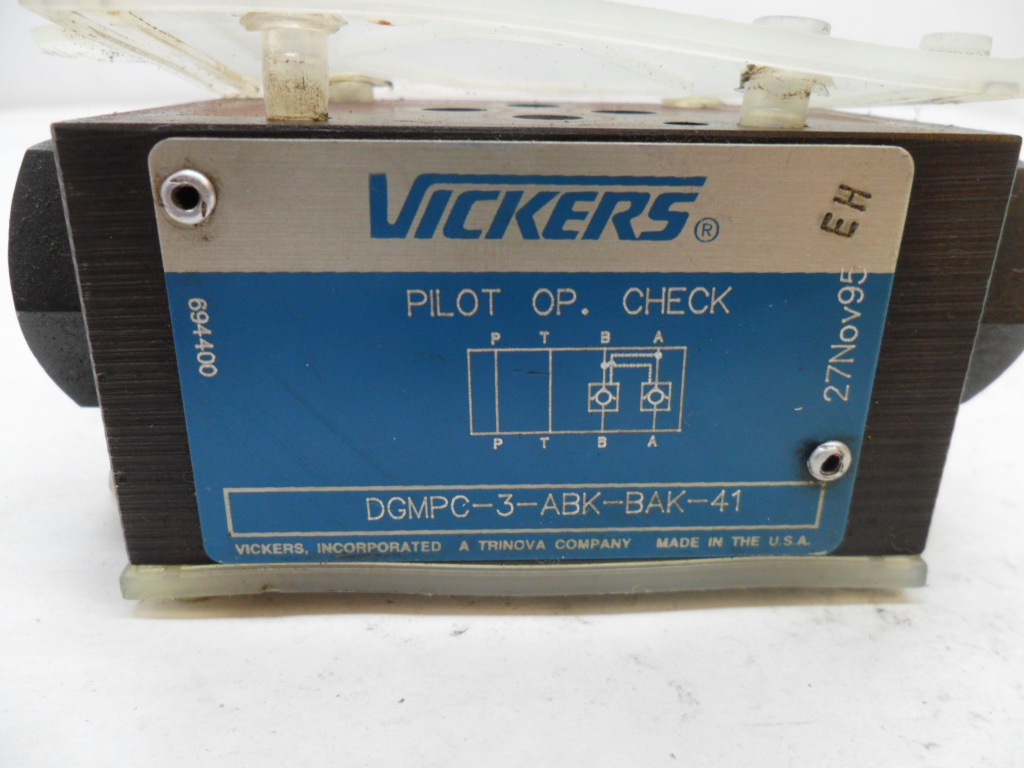 VICKERS®
EH
27Nov95
694400
PILOT OP. CHECK
P T B A
P T B A
DGMPC-3-ABK-BAK-41
VICKERS, INCORPORATED A TRINOVA COMPANY MADE IN THE U.S.A.